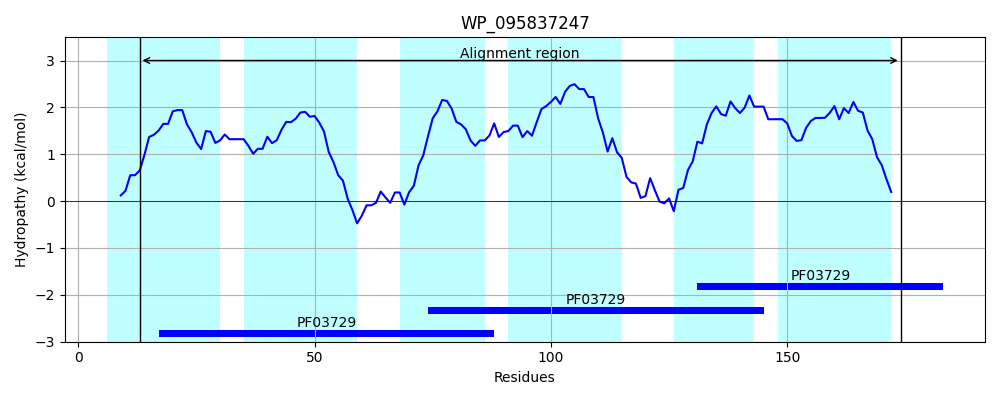 WP_095837247
Alignment region
3
2
1
0
−1
−2
−3
Hydropathy (kcal/mol)
PF03729
PF03729
PF03729
0
50
100
150
Residues